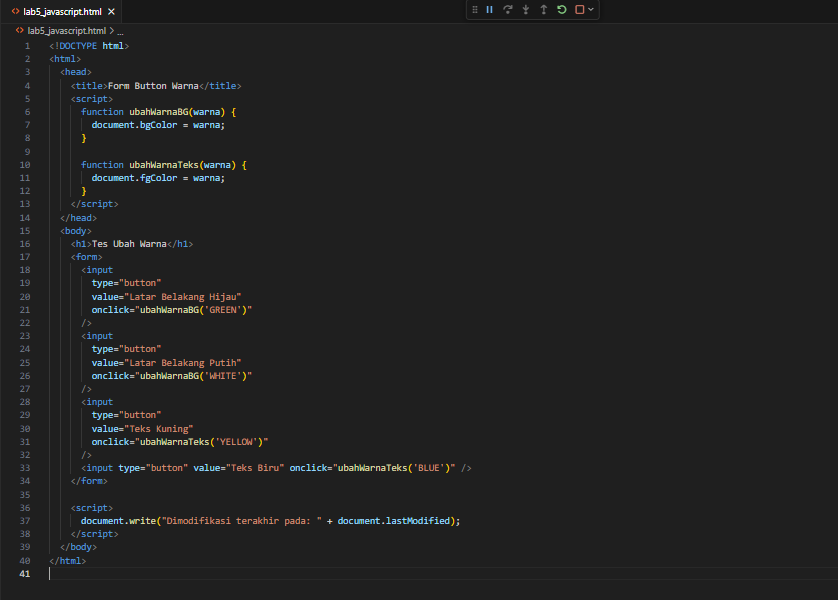 lab5_javascript.html
lab5_javascript.html > ...
1 <!DOCTYPE html>
2 <html>
3 <head>
4 <title>Form Button Warna</title>
5 <script>
6 function ubahWarnaBG(warna) {
7 document.bgColor = warna;
8 }
9
10 function ubahWarnaTeks(warna) {
11 document.fgColor = warna;
12 }
13 </script>
14 </head>
15 <body>
16 <h1>Tes Ubah Warna</h1>
17 <form>
18 <input
19 type="button"
20 value="Latar Belakang Hijau"
21 onclick="ubahWarnaBG('GREEN')"
22 />
23 <input
24 type="button"
25 value="Latar Belakang Putih"
26 onclick="ubahWarnaBG('WHITE')"
27 />
28 <input
29 type="button"
30 value="Teks Kuning"
31 onclick="ubahWarnaTeks('YELLOW')"
32 />
33 <input type="button" value="Teks Biru" onclick="ubahWarnaTeks('BLUE')" />
34 </form>
35
36 <script>
37 document.write("Dimodifikasi terakhir pada: " + document.lastModified);
38 </script>
39 </body>
40 </html>
41